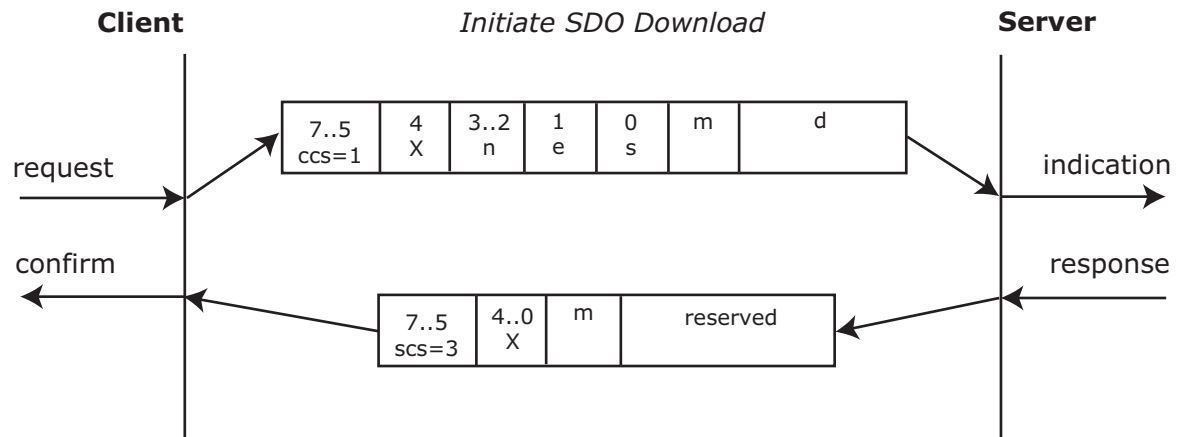 Client Initiate SDO Download Server
7..5 4 3..2 1 0 m d
ccs=1 X n e s
request indication
confirm response
7..5 4..0 m reserved
scs=3 X